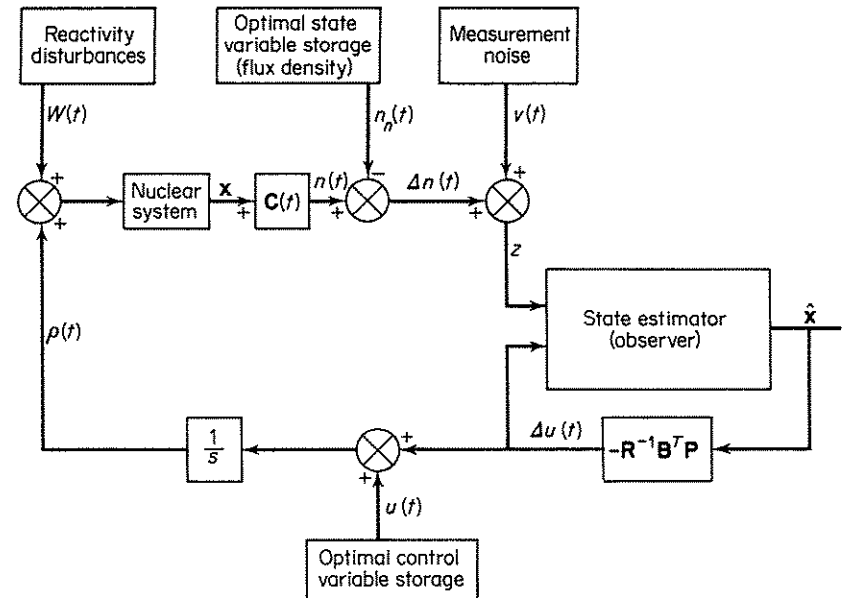 Reactivity
disturbances
Optimal state
variable storage
(flux density)
Measurement
noise
W(t)
nₙ(t)
v(t)
+
+
Nuclear
system
x
+
C(t)
n(t)
+
−
Δn(t)
+
+
z
State estimator
(observer)
x̂
ρ(t)
1/s
+
+
Δu(t)
-R⁻¹BᵀP
u(t)
Optimal control
variable storage